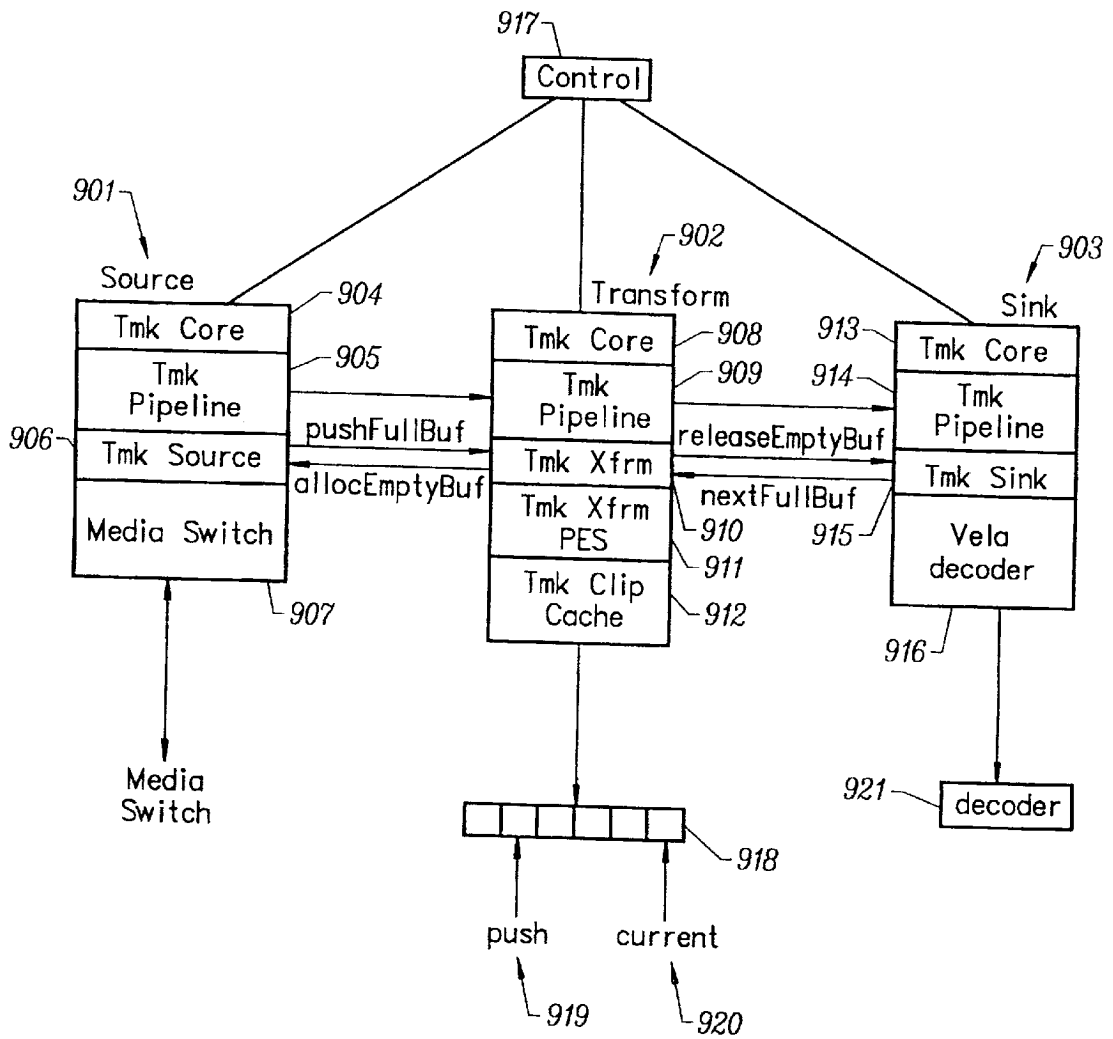 917
Control
901
Source
902
Transform
903
Sink
904
Tmk Core
905
Tmk
Pipeline
pushFullBuf
906
Tmk Source
allocEmptyBuf
Media Switch
907
Media
Switch
Tmk Core
908
Tmk
Pipeline
909
releaseEmptyBuf
Tmk Xfrm
nextFullBuf
910
Tmk Xfrm
PES
911
Tmk Clip
Cache
912
913
Tmk Core
914
Tmk
Pipeline
Tmk Sink
915
Vela
decoder
916
921
decoder
918
push
current
919
920